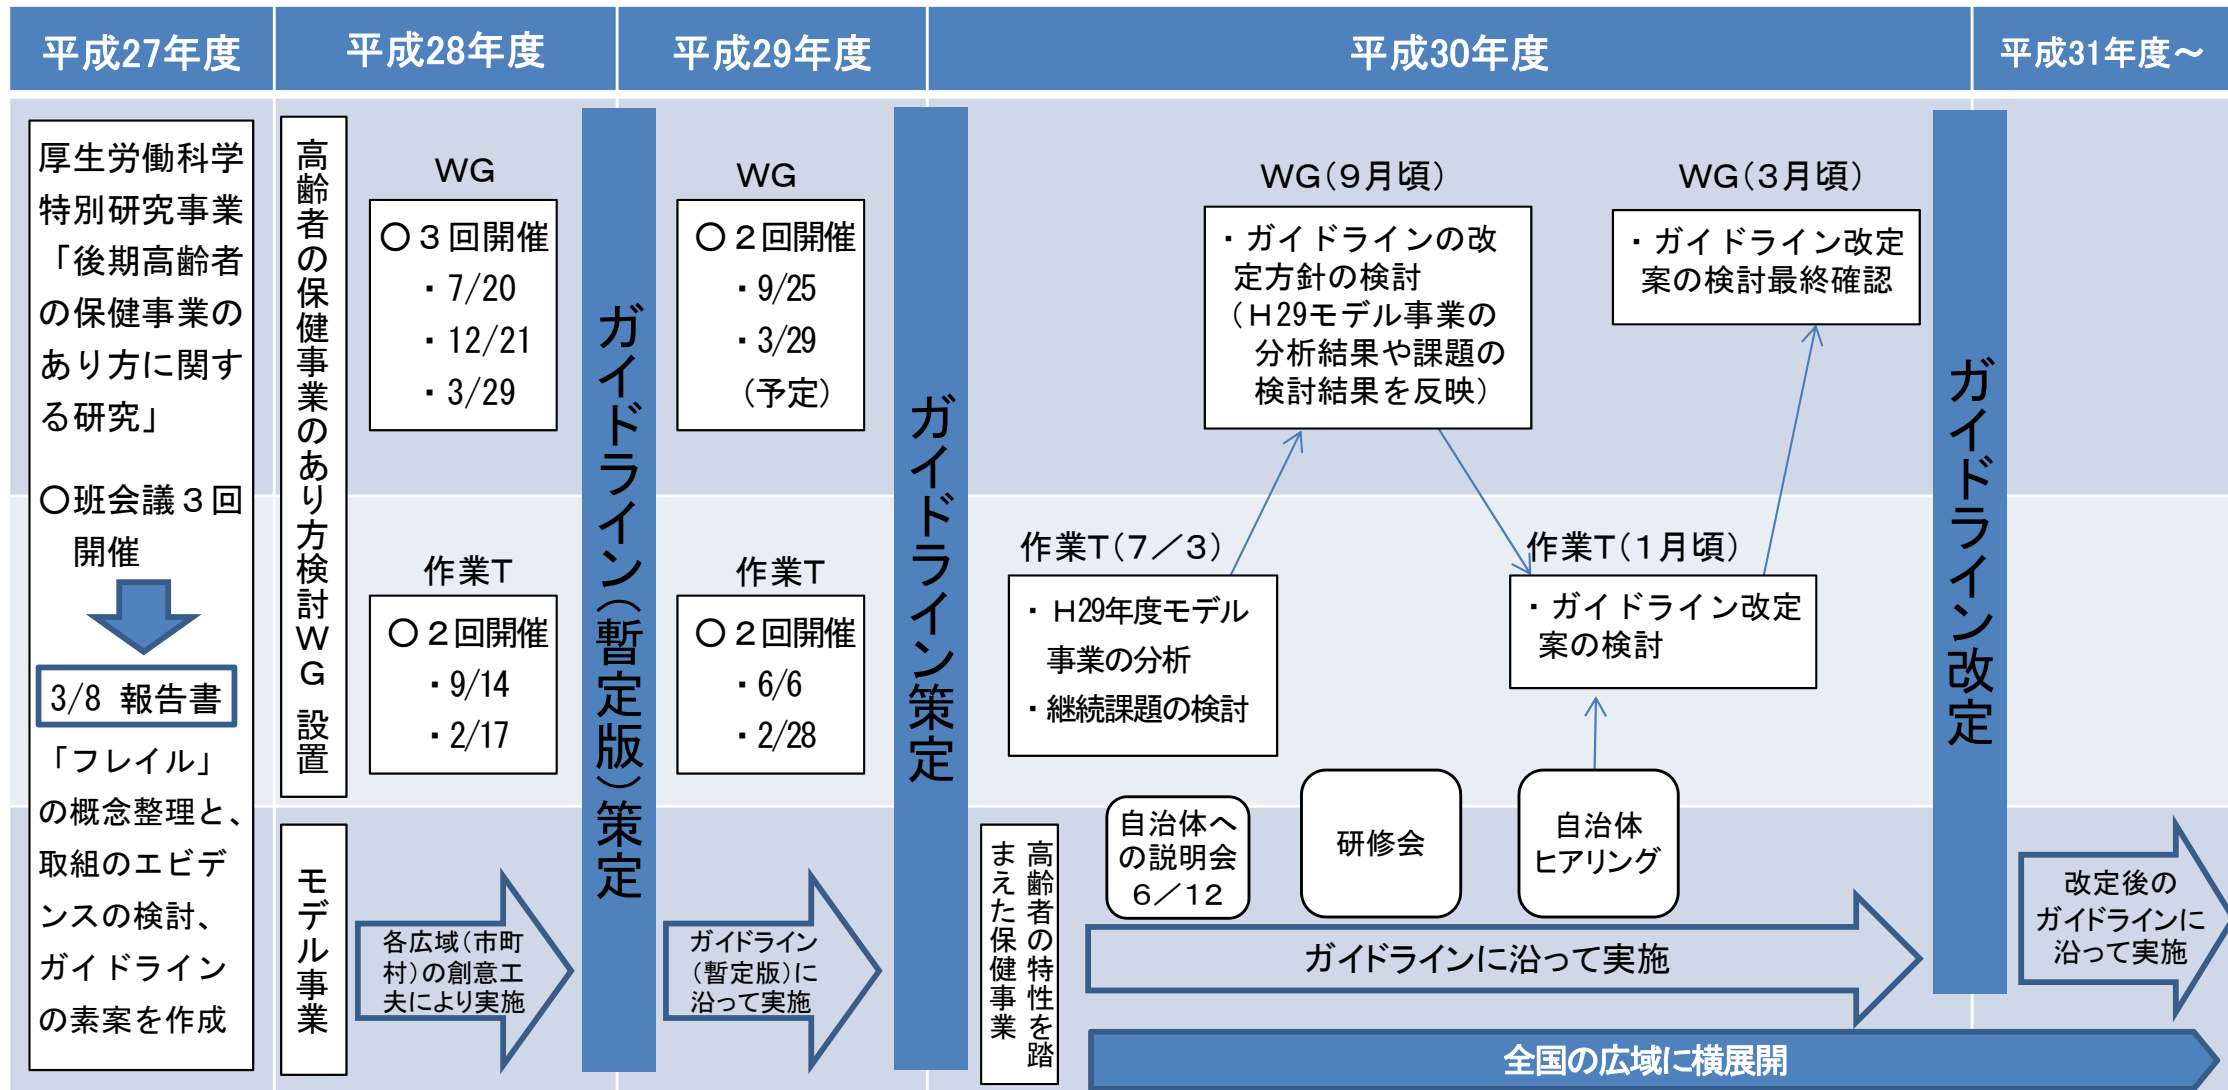 平成27年度
平成28年度
平成29年度
平成30年度
平成31年度～
厚生労働科学
特別研究事業
「後期高齢者
の保健事業の
あり方に関す
る研究」
〇班会議３回
開催
3/8 報告書
「フレイル」
の概念整理と、
取組のエビデ
ンスの検討、
ガイドライン
の素案を作成
高齢者の保健事業のあり方検討ＷＧ 設置
ＷＧ
〇３回開催
・7/20
・12/21
・3/29
作業Ｔ
〇２回開催
・9/14
・2/17
モデル事業
各広域（市町
村）の創意工
夫により実施
ガイドライン（暫定版）策定
ＷＧ
〇２回開催
・9/25
・3/29
（予定）
作業Ｔ
〇２回開催
・6/6
・2/28
ガイドライン
（暫定版）に
沿って実施
ガイドライン策定
ＷＧ（９月頃）
・ガイドラインの改
定方針の検討
（Ｈ29モデル事業の
分析結果や課題の
検討結果を反映）
ＷＧ（３月頃）
・ガイドライン改定
案の検討最終確認
作業Ｔ（７／３）
・Ｈ29年度モデル
事業の分析
・継続課題の検討
作業Ｔ（１月頃）
・ガイドライン改定
案の検討
高齢者の特性を踏
まえた保健事業
自治体へ
の説明会
６／１２
研修会
自治体
ヒアリング
ガイドラインに沿って実施
全国の広域に横展開
ガイドライン改定
改定後の
ガイドラインに
沿って実施